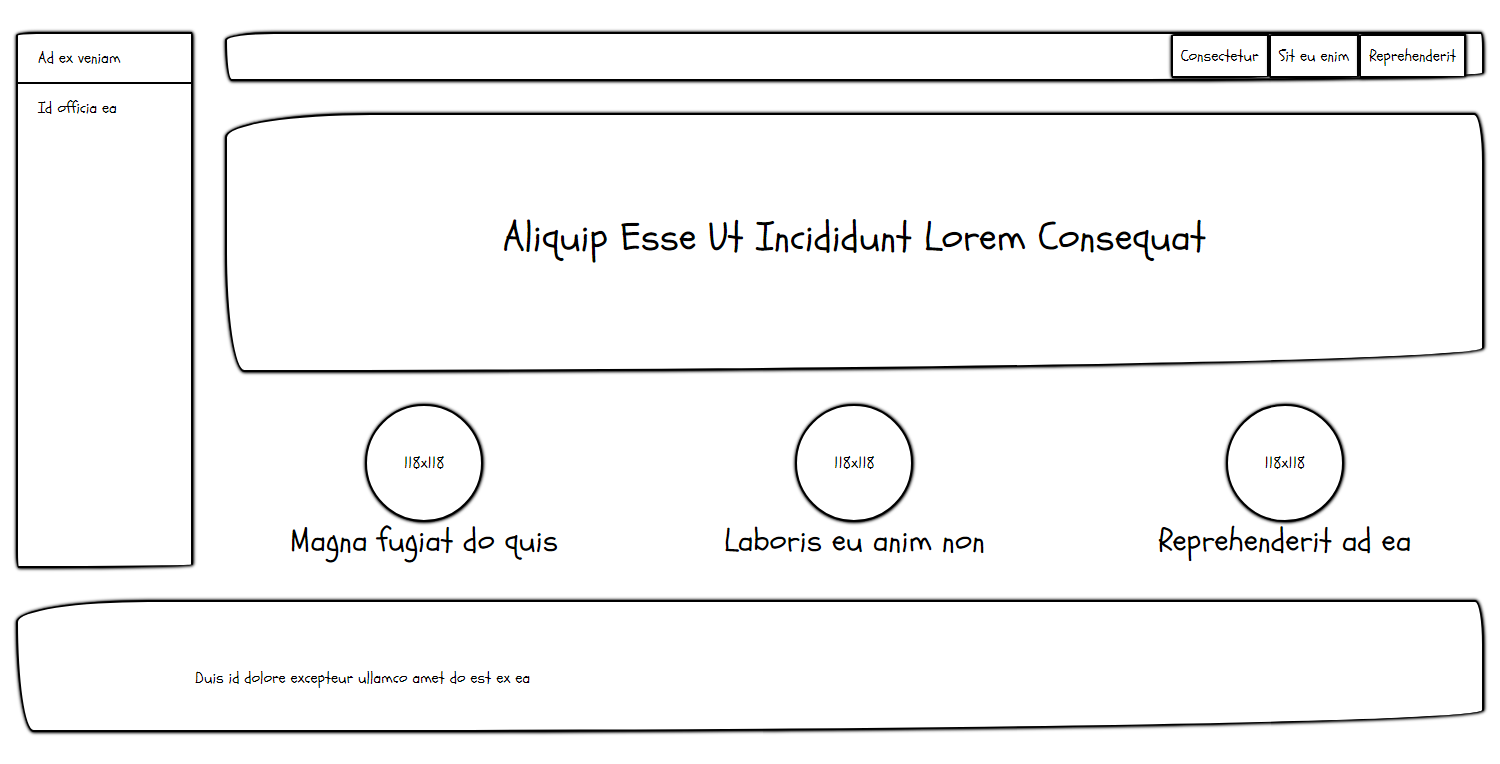 Ad ex veniam
Id officia ea
Consectetur
Sit eu enim
Reprehenderit
Aliquip Esse Ut Incididunt Lorem Consequat
118x118
118x118
118x118
Magna fugiat do quis
Laboris eu anim non
Reprehenderit ad ea
Duis id dolore excepteur ullamco amet do est ex ea